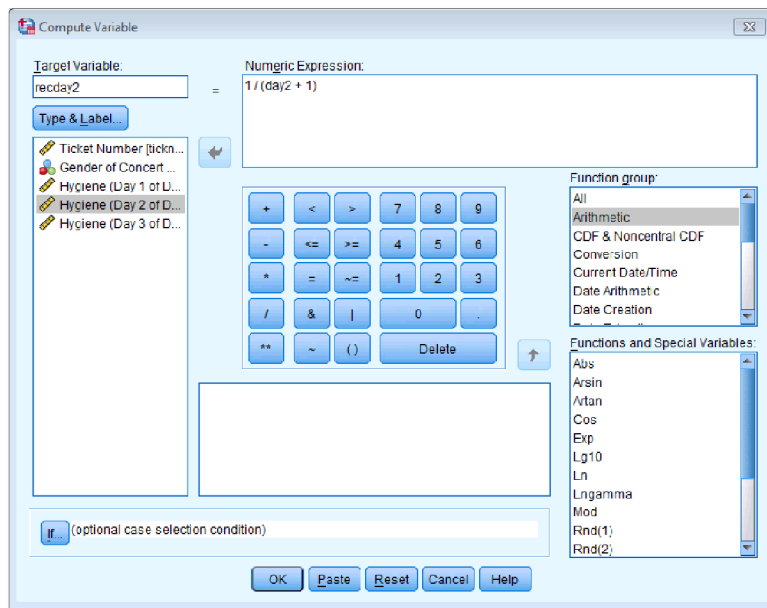 Compute Variable
Target Variable:
recday2
=
Numeric Expression:
1 / (day2 + 1)
Type & Label...
Ticket Number [tickn...
Gender of Concert ...
Hygiene (Day 1 of D...
Hygiene (Day 2 of D...
Hygiene (Day 3 of D...
+ < > 7 8 9
- <= >= 4 5 6
* = ~= 1 2 3
/ & | 0 .
** ~ ( ) Delete
Function group:
All
Arithmetic
CDF & Noncentral CDF
Conversion
Current Date/Time
Date Arithmetic
Date Creation
Functions and Special Variables:
Abs
Arsin
Artan
Cos
Exp
Lg10
Ln
Lngamma
Mod
Rnd(1)
Rnd(2)
If... (optional case selection condition)
OK Paste Reset Cancel Help